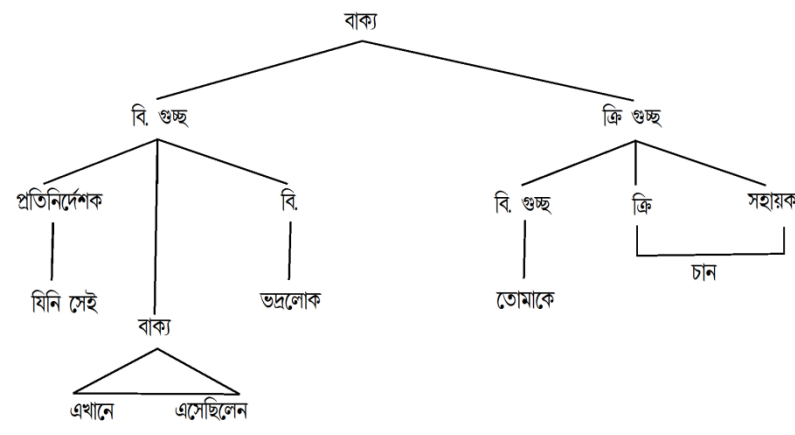 বাক্য
বি. গুচ্ছ ক্রি গুচ্ছ
প্রতিনির্দেশক বি. বি. গুচ্ছ ক্রি সহায়ক
চান
যিনি সেই ভদ্রলোক তোমাকে
বাক্য
এখানে এসেছিলেন